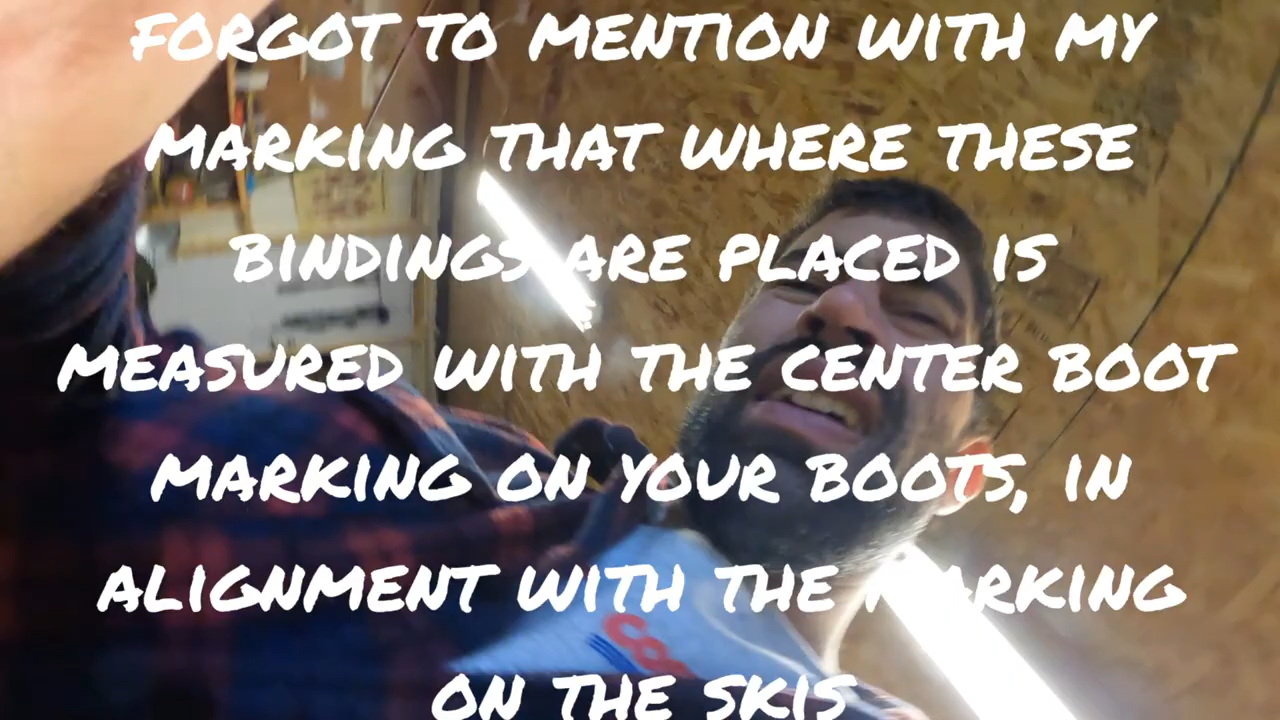 FORGOT TO MENTION WITH MY
MARKING THAT WHERE THESE
BINDINGS ARE PLACED IS
MEASURED WITH THE CENTER BOOT
MARKING ON YOUR BOOTS, IN
ALIGNMENT WITH THE MARKING
ON THE SKIS